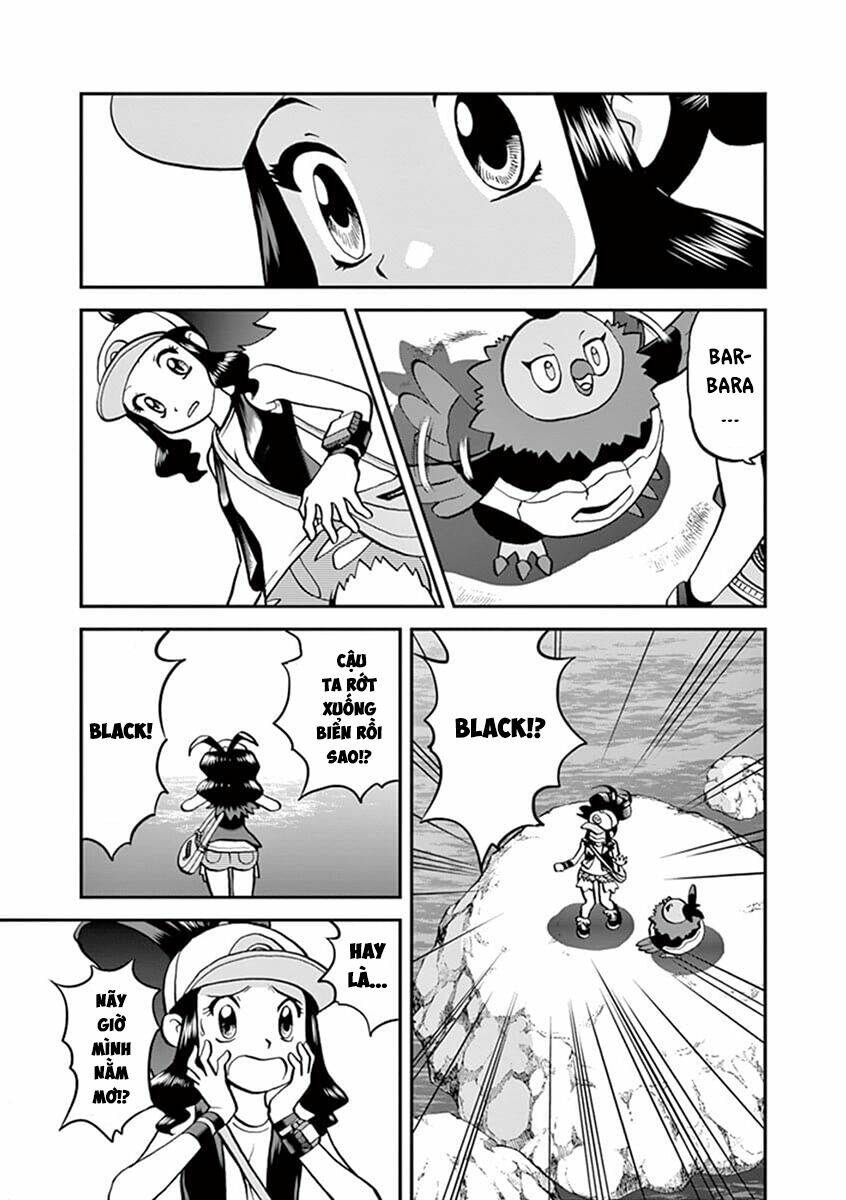 BAR-
BARA
...
BLACK!?
CẬU
TA RỚT
XUỐNG
BIỂN RỒI
SAO!?
BLACK!
HAY
LÀ...
NÃY
GIỜ
MÌNH
NẰM
MƠ!?